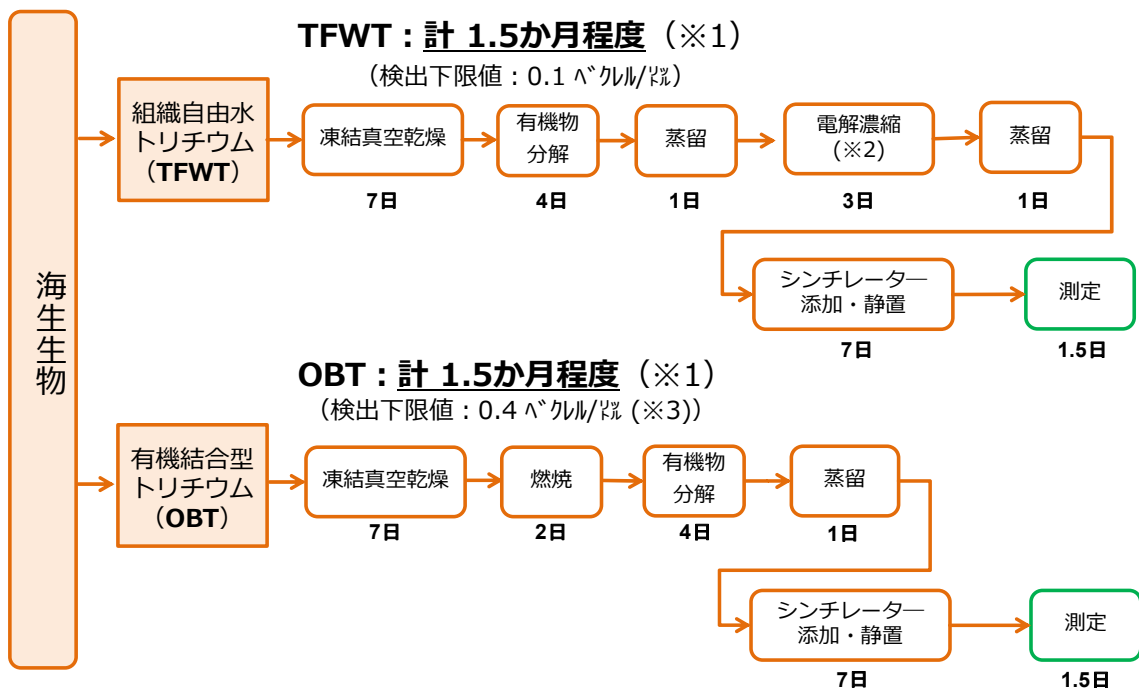 海生生物
TFWT：計 1.5か月程度（※1）
（検出下限値：0.1 ﾍﾞｸﾚﾙ/㍑）
組織自由水
トリチウム
（TFWT）
凍結真空乾燥
7日
有機物
分解
4日
蒸留
1日
電解濃縮
(※2)
3日
蒸留
1日
シンチレーター
添加・静置
7日
測定
1.5日
OBT：計 1.5か月程度（※1）
（検出下限値：0.4 ﾍﾞｸﾚﾙ/㍑ (※3)）
有機結合型
トリチウム
（OBT）
凍結真空乾燥
7日
燃焼
2日
有機物
分解
4日
蒸留
1日
シンチレーター
添加・静置
7日
測定
1.5日